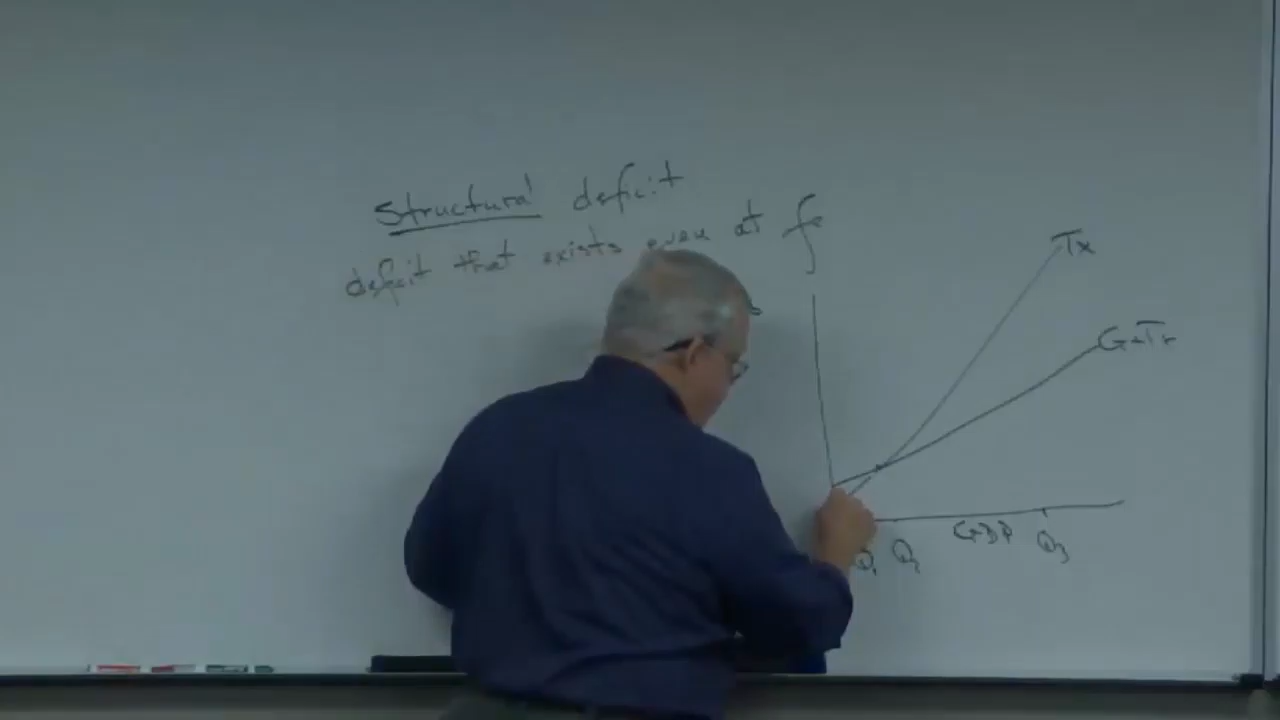 Structural deficit
deficit that exists even at fe
Tx
G+Tr
GDP
Q1 Q2 Q3